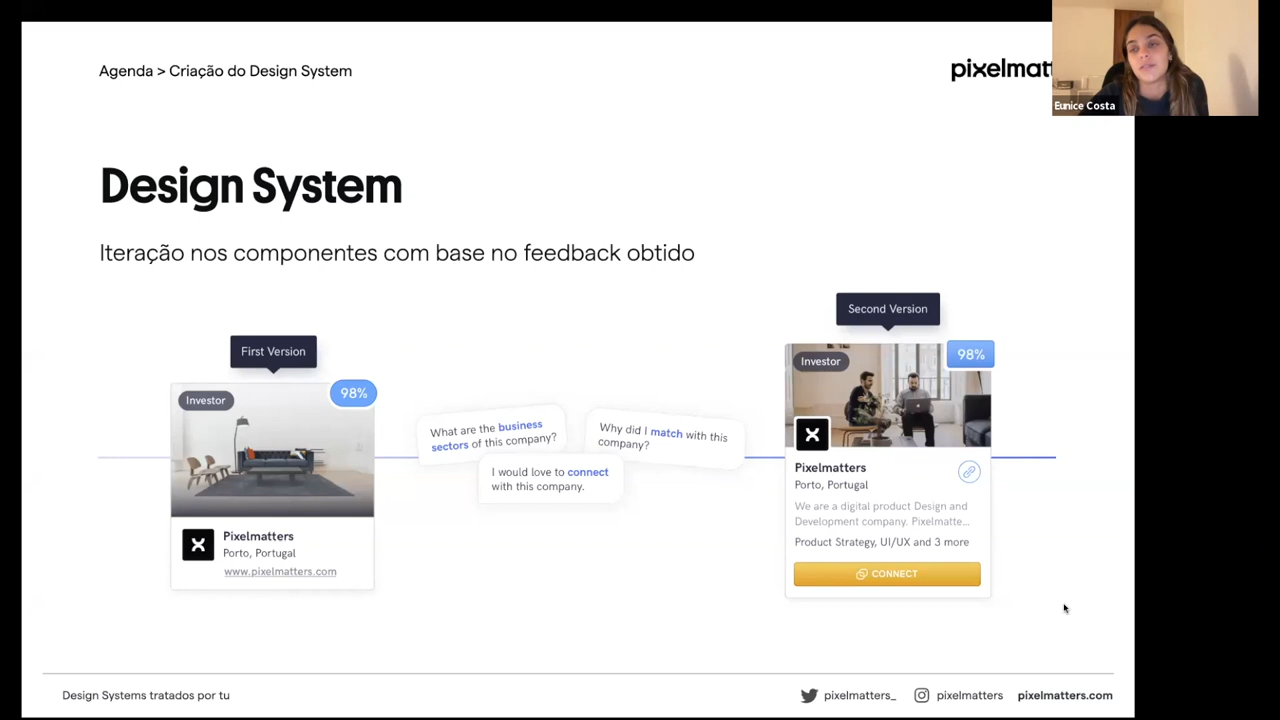 Agenda > Criação do Design System
Eunice Costa
Design System
Iteração nos componentes com base no feedback obtido
First Version
Investor
98%
Pixelmatters
Porto, Portugal
www.pixelmatters.com
What are the business
sectors of this company?
Why did I match with this
company?
I would love to connect
with this company.
Second Version
Investor
98%
Pixelmatters
Porto, Portugal
We are a digital product Design and
Development company. Pixelmatte...
Product Strategy, UI/UX and 3 more
CONNECT
Design Systems tratados por tu
pixelmatters_
pixelmatters
pixelmatters.com